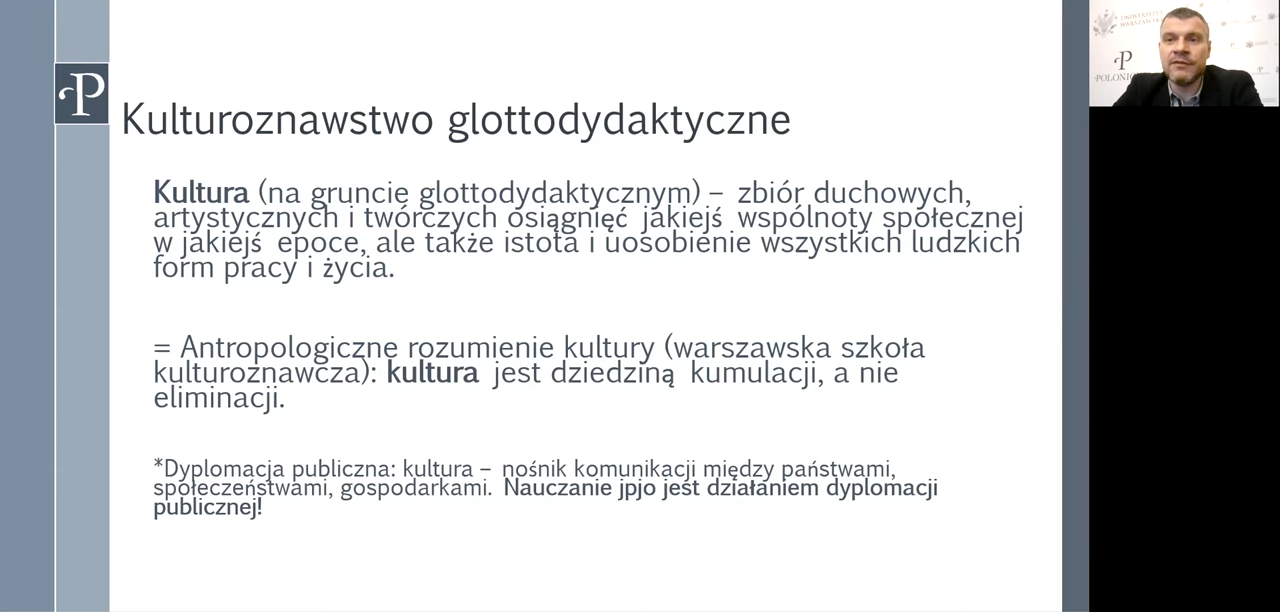 P
Kulturoznawstwo glottodydaktyczne
Kultura (na gruncie glottodydaktycznym) – zbiór duchowych,
artystycznych i twórczych osiągnięć jakiejś wspólnoty społecznej
w jakiejś epoce, ale także istota i uosobienie wszystkich ludzkich
form pracy i życia.
= Antropologiczne rozumienie kultury (warszawska szkoła
kulturoznawcza): kultura jest dziedziną kumulacji, a nie
eliminacji.
*Dyplomacja publiczna: kultura – nośnik komunikacji między państwami,
społeczeństwami, gospodarkami. Nauczanie jpjo jest działaniem dyplomacji
publicznej!
P